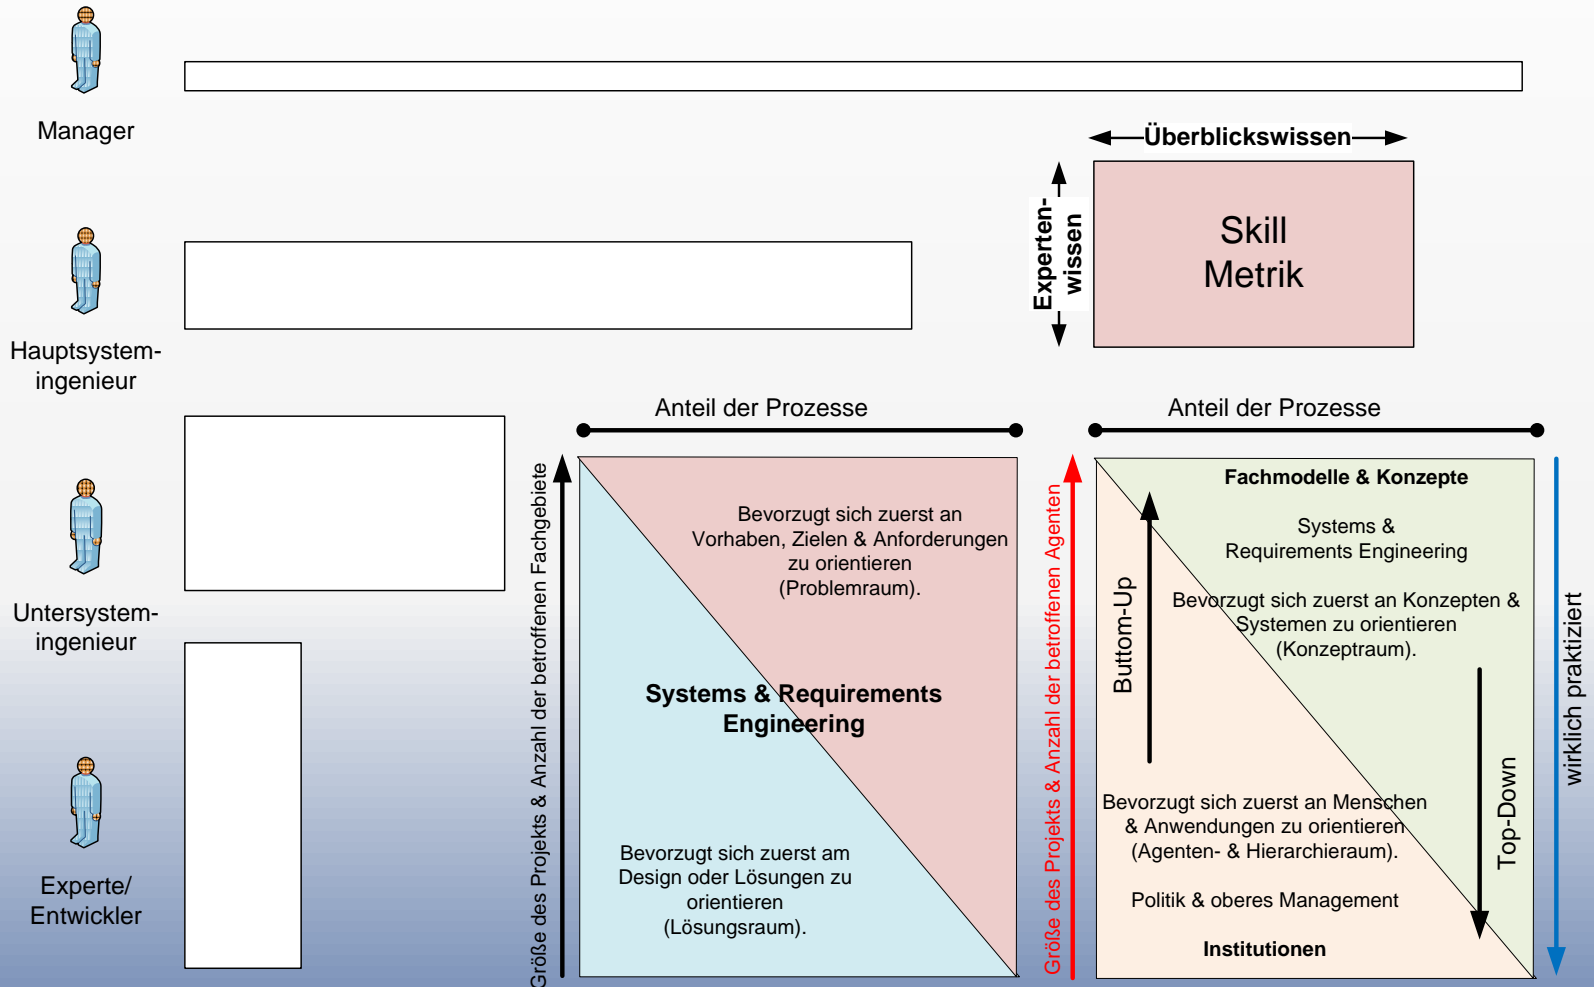 Manager
Überblickswissen
Experten-
wissen
Skill
Metrik
Hauptsystem-
ingenieur
Untersystem-
ingenieur
Experte/
Entwickler
Anteil der Prozesse
Größe des Projekts & Anzahl der betroffenen Fachgebiete
Bevorzugt sich zuerst an
Vorhaben, Zielen & Anforderungen
zu orientieren
(Problemraum).
Systems & Requirements
Engineering
Bevorzugt sich zuerst am
Design oder Lösungen zu
orientieren
(Lösungsraum).
Anteil der Prozesse
Größe des Projekts & Anzahl der betroffenen Agenten
Fachmodelle & Konzepte
Systems &
Requirements Engineering
Bevorzugt sich zuerst an Konzepten &
Systemen zu orientieren
(Konzeptraum).
Buttom-Up
Bevorzugt sich zuerst an Menschen
& Anwendungen zu orientieren
(Agenten- & Hierarchieraum).
Politik & oberes Management
Institutionen
Top-Down
wirklich praktiziert